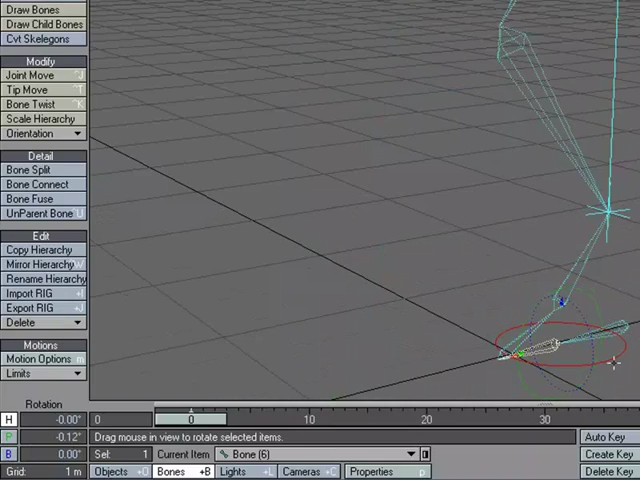 Draw Bones
Draw Child Bones
Cvt Skelegons
Modify
Joint Move ^J
Tip Move ^T
Bone Twist ^K
Scale Hierarchy
Orientation
Detail
Bone Split
Bone Connect
Bone Fuse
UnParent Bone ^U
Edit
Copy Hierarchy
Mirror Hierarchy W
Rename Hierarchy
Import RIG +I
Export RIG +J
Delete
Motions
Motion Options m
Limits
Rotation
H -0.00° 0 0 10 20 30
P -0.12° Drag mouse in view to rotate selected items. Auto Key
B 0.00° Sel: 1 Current Item Bone (6) Create Key
Grid: 1 m Objects +O Bones +B Lights +L Cameras +C Properties p Delete Key